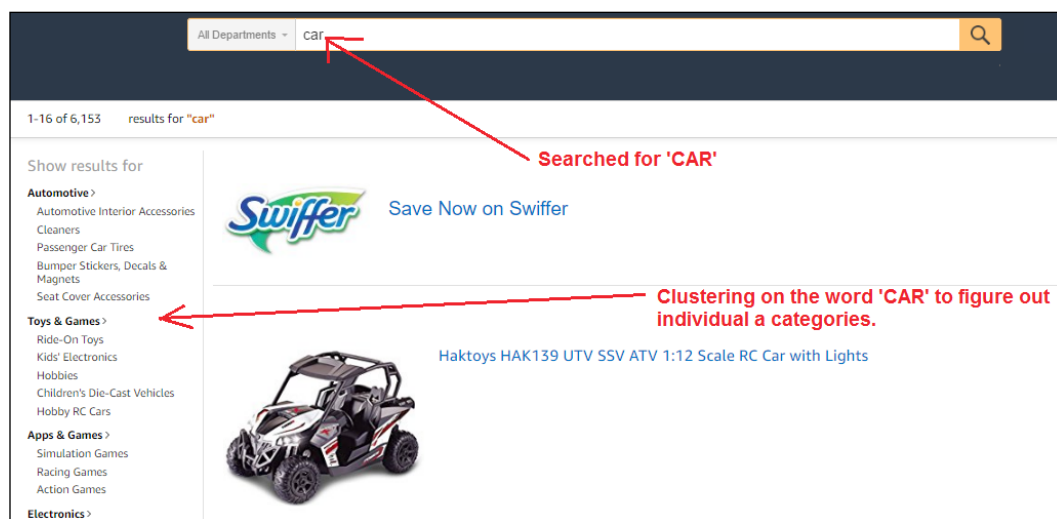 All Departments car
1-16 of 6,153 results for "car"
Searched for 'CAR'
Show results for
Automotive >
Automotive Interior Accessories
Cleaners
Passenger Car Tires
Bumper Stickers, Decals &
Magnets
Seat Cover Accessories
Swiffer
Save Now on Swiffer
Clustering on the word 'CAR' to figure out
individual a categories.
Toys & Games >
Ride-On Toys
Kids' Electronics
Hobbies
Children's Die-Cast Vehicles
Hobby RC Cars
Haktoys HAK139 UTV SSV ATV 1:12 Scale RC Car with Lights
Apps & Games >
Simulation Games
Racing Games
Action Games
Electronics >